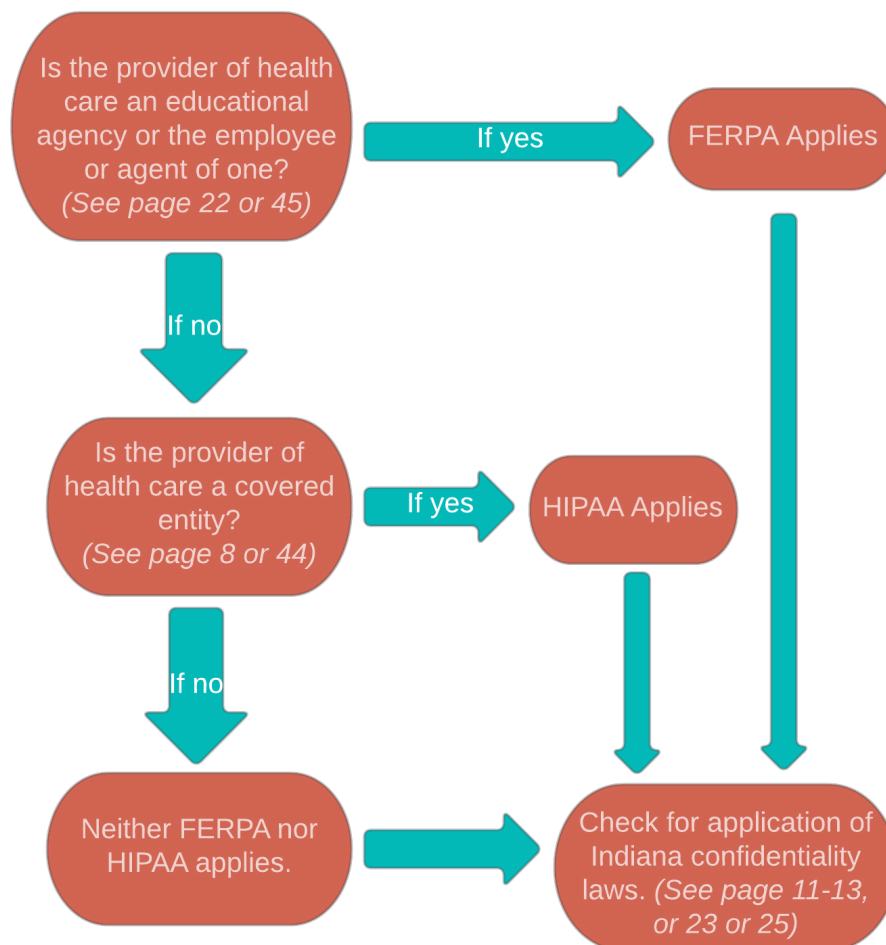 Is the provider of health
care an educational
agency or the employee
or agent of one?
(See page 22 or 45)
If yes
FERPA Applies
If no
Is the provider of
health care a covered
entity?
(See page 8 or 44)
If yes
HIPAA Applies
If no
Neither FERPA nor
HIPAA applies.
Check for application of
Indiana confidentiality
laws. (See page 11-13,
or 23 or 25)